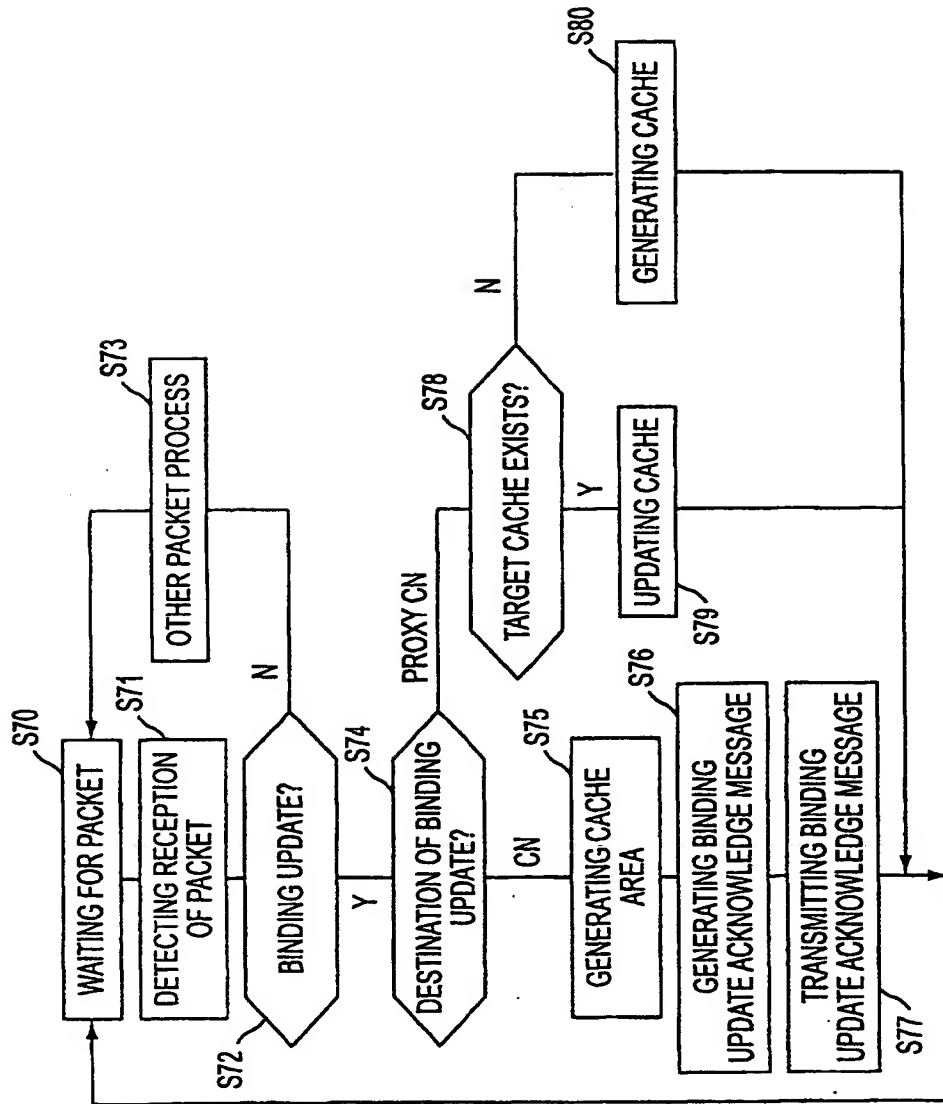 S70
WAITING FOR PACKET
S71
DETECTING RECEPTION
OF PACKET
S73
OTHER PACKET PROCESS
S72
BINDING UPDATE?
N
Y
S74
DESTINATION OF BINDING
UPDATE?
PROXY CN
CN
S75
GENERATING CACHE
AREA
S76
GENERATING BINDING
UPDATE ACKNOWLEDGE MESSAGE
TRANSMITTING BINDING
UPDATE ACKNOWLEDGE MESSAGE
S77
S78
TARGET CACHE EXISTS?
N
Y
UPDATING CACHE
S79
S80
GENERATING CACHE